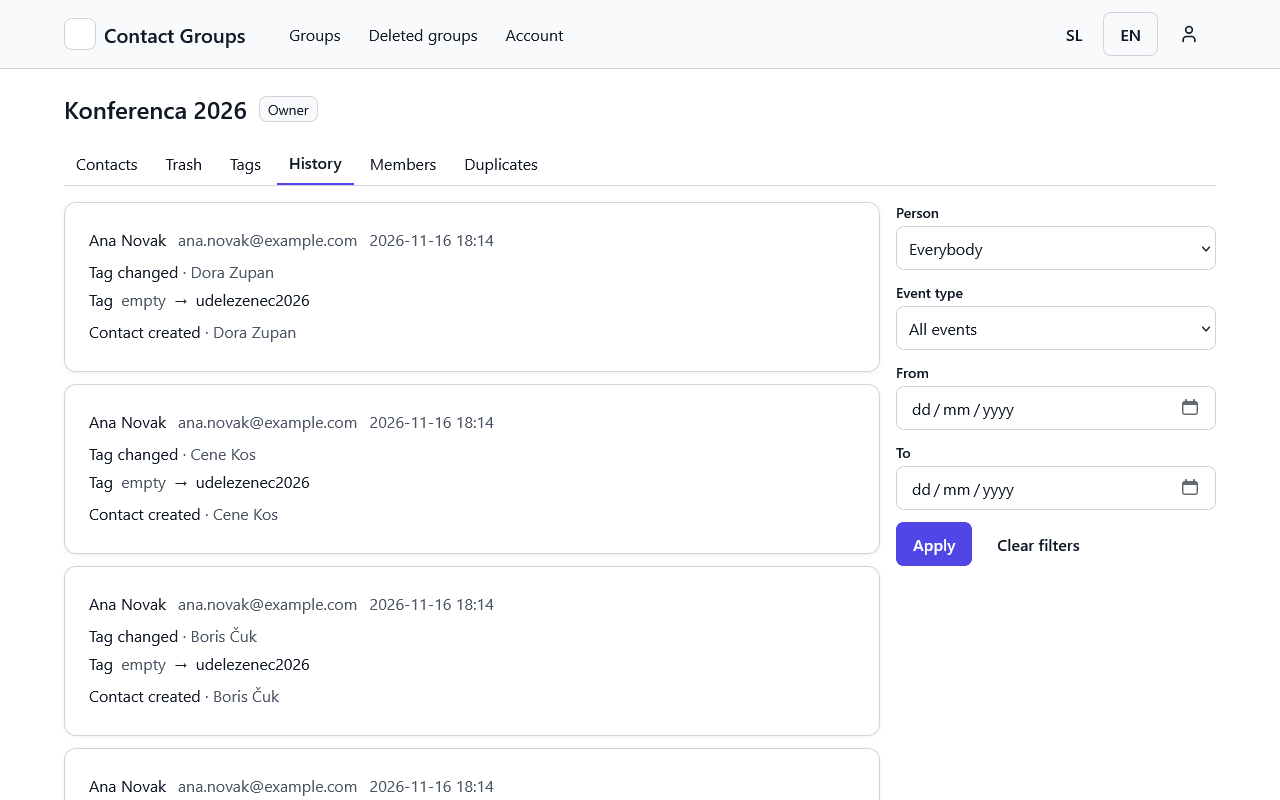 Contact Groups
Groups
Deleted groups
Account
SL
EN
Konferenca 2026
Owner
Contacts
Trash
Tags
History
Members
Duplicates
Ana Novak ana.novak@example.com 2026-11-16 18:14
Tag changed · Dora Zupan
Tag empty → udelezenec2026
Contact created · Dora Zupan
Ana Novak ana.novak@example.com 2026-11-16 18:14
Tag changed · Cene Kos
Tag empty → udelezenec2026
Contact created · Cene Kos
Ana Novak ana.novak@example.com 2026-11-16 18:14
Tag changed · Boris Čuk
Tag empty → udelezenec2026
Contact created · Boris Čuk
Ana Novak ana.novak@example.com 2026-11-16 18:14
Person
Everybody
Event type
All events
From
dd/mm/yyyy
To
dd/mm/yyyy
Apply
Clear filters